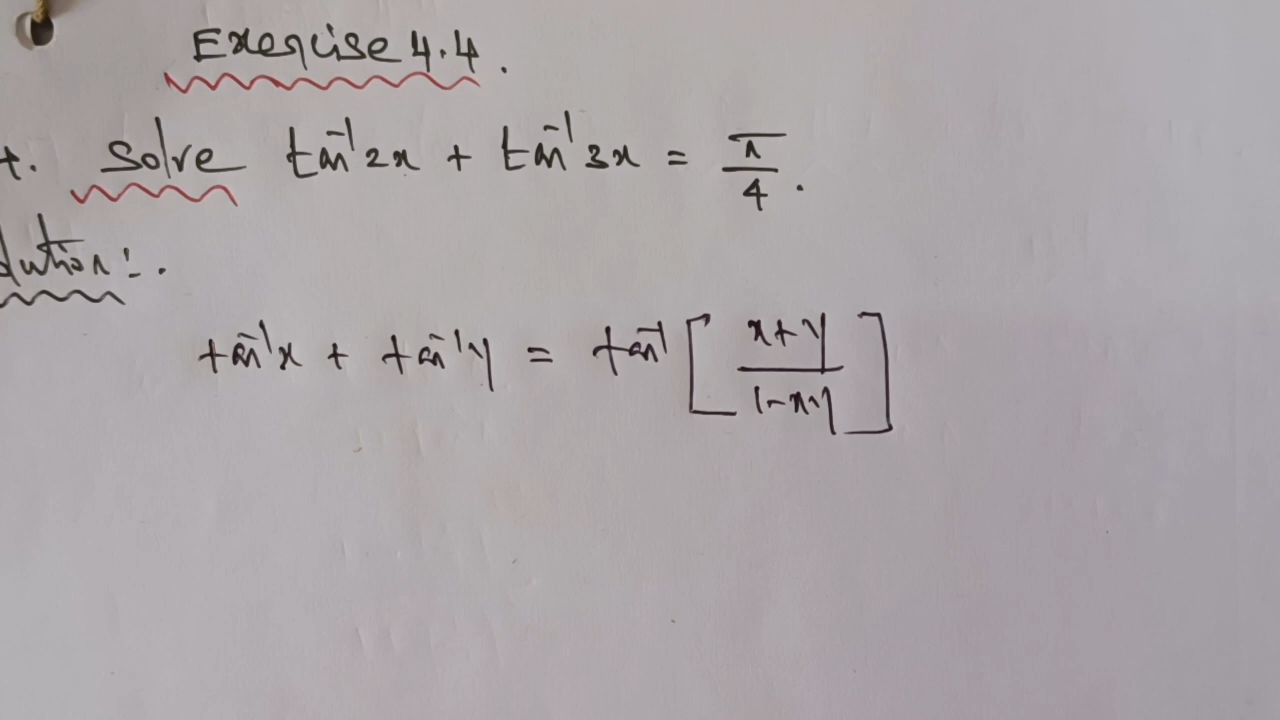 Exercise 4.4.
Solve tan⁻¹2x + tan⁻¹3x = π/4.
tan⁻¹x + tan⁻¹y = tan⁻¹[x+y/1-xy]